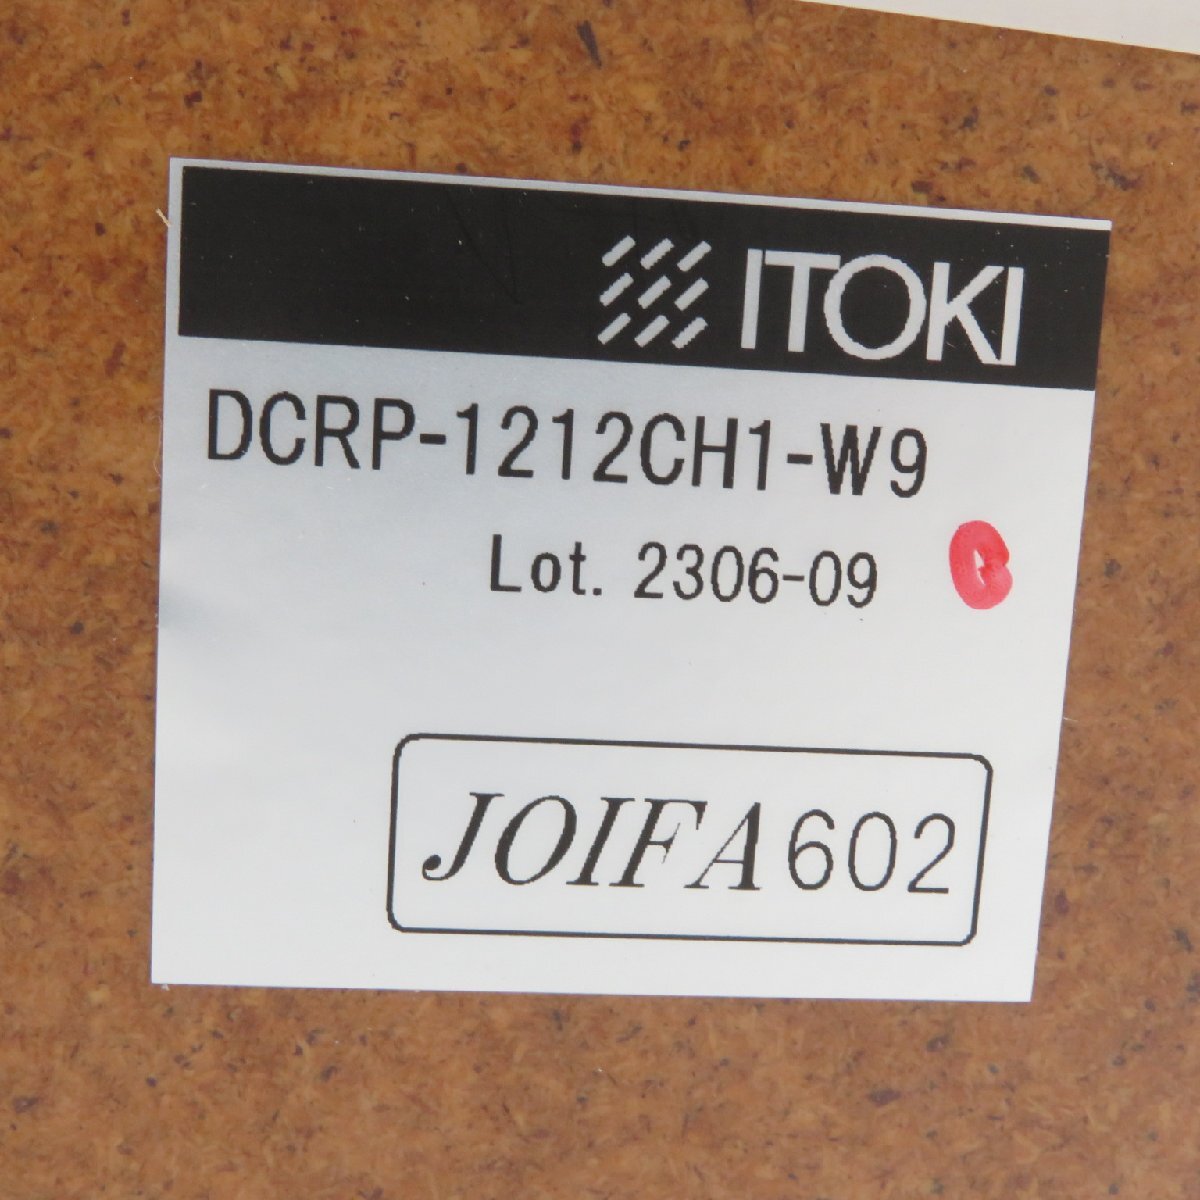 ITOKI
DCRP-1212CH1-W9
Lot. 2306-09
JOIFA602